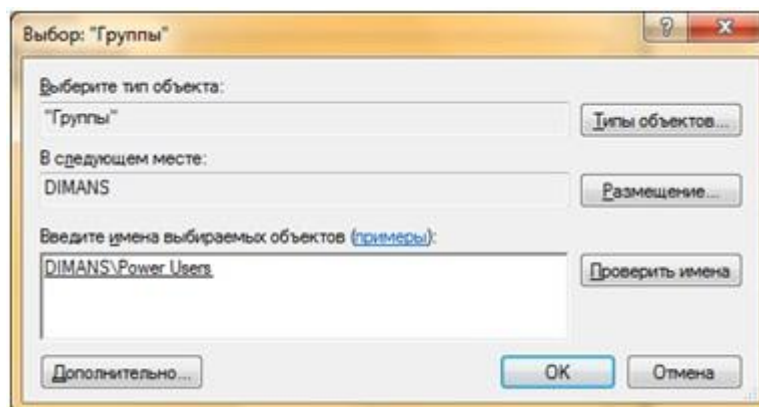 Выбор: "Группы"
Выберите тип объекта:
"Группы"
Типы объектов...
В следующем месте:
DIMANS
Размещение...
Введите имена выбираемых объектов (примеры):
DIMANS\Power Users
Проверить имена
Дополнительно...
OK
Отмена